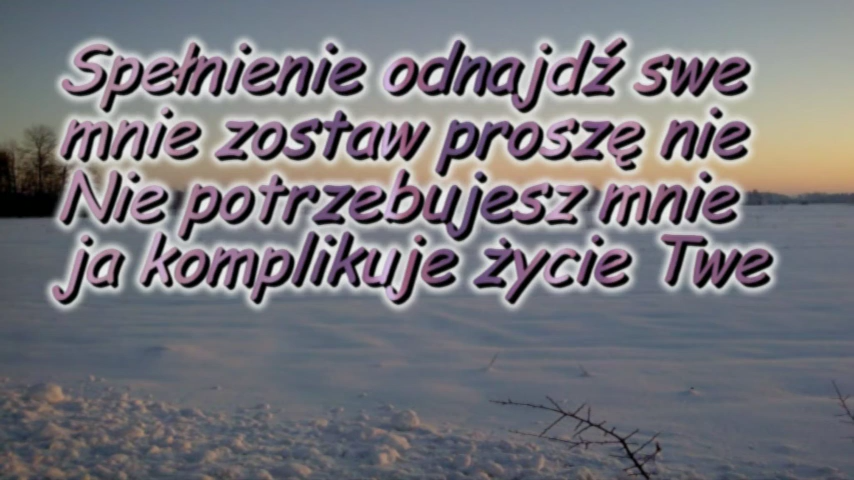 Spełnienie odnajdź swe
mnie zostaw proszę nie
Nie potrzebujesz mnie
ja komplikuje życie Twe